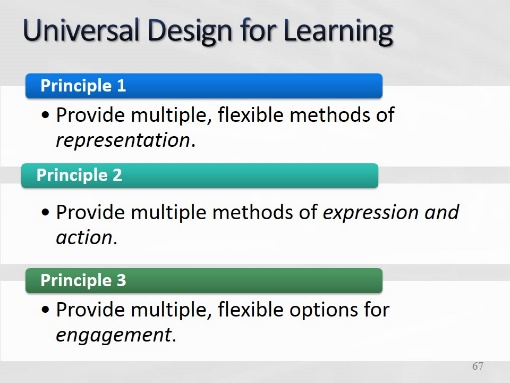 Universal Design for Learning
Principle 1
• Provide multiple, flexible methods of
representation.
Principle 2
• Provide multiple methods of expression and
action.
Principle 3
• Provide multiple, flexible options for
engagement.
67